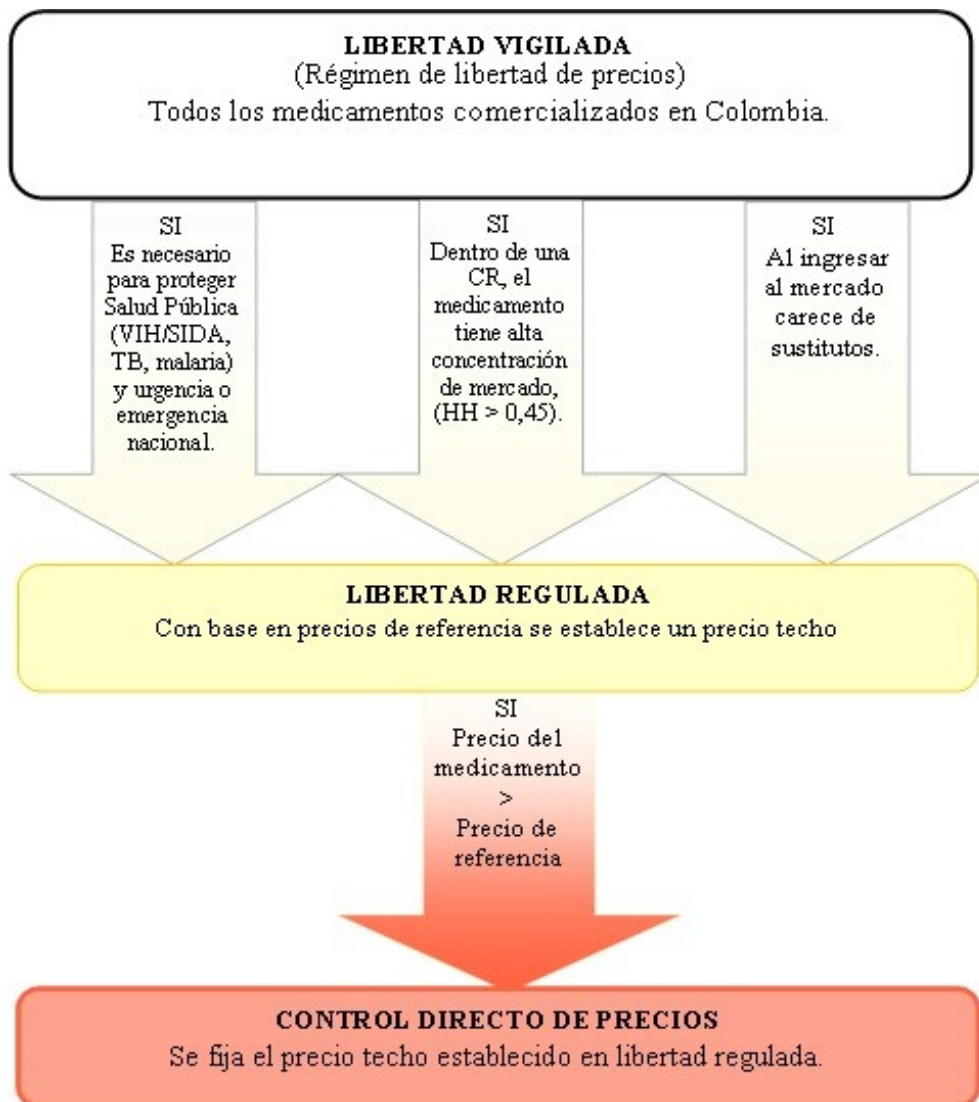 LIBERTAD VIGILADA
(Régimen de libertad de precios)
Todos los medicamentos comercializados en Colombia.
SI
Es necesario
para proteger
Salud Pública
(VIH/SIDA,
TB, malaria)
y urgencia o
emergencia
nacional.
SI
Dentro de una
CR, el
medicamento
tiene alta
concentración
de mercado,
(HH > 0,45).
SI
Al ingresar
al mercado
carece de
sustitutos.
LIBERTAD REGULADA
Con base en precios de referencia se establece un precio techo
SI
Precio del
medicamento
>
Precio de
referencia
CONTROL DIRECTO DE PRECIOS
Se fija el precio techo establecido en libertad regulada.